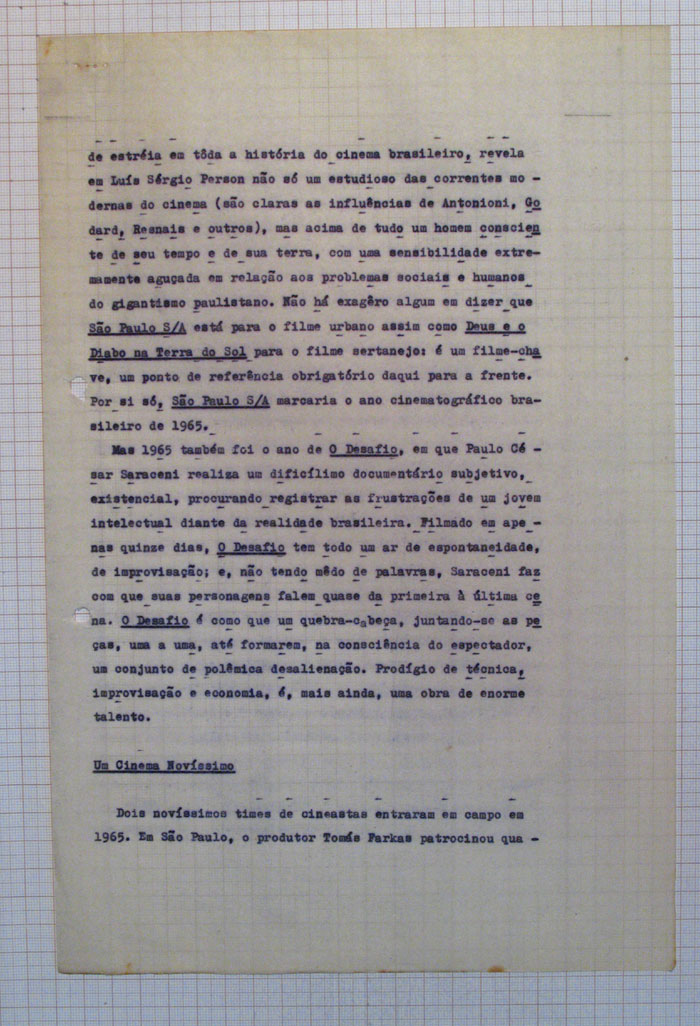 de estréia em tôda a história do cinema brasileiro, revela
em Luís Sérgio Person não só um estudioso das correntes mo -
dernas do cinema (são claras as influências de Antonioni, Go
dard, Resnais e outros), mas acima de tudo um homem conscien
te de seu tempo e de sua terra, com uma sensibilidade extre-
mamente aguçada em relação aos problemas sociais e humanos
do gigantismo paulistano. Não há exagêro algum em dizer que
São Paulo S/A está para o filme urbano assim como Deus e o
Diabo na Terra do Sol para o filme sertanejo: é um filme-cha
ve, um ponto de referência obrigatório daqui para a frente.
Por si só, São Paulo S/A marcaria o ano cinematográfico bra-
sileiro de 1965.
Mas 1965 também foi o ano de O Desafio, em que Paulo Cé -
sar Saraceni realiza um dificílimo documentário subjetivo,
existencial, procurando registrar as frustrações de um jovem
intelectual diante da realidade brasileira. Filmado em ape -
nas quinze dias, O Desafio tem todo um ar de espontaneidade,
de improvisação; e, não tendo mêdo de palavras, Saraceni faz
com que suas personagens falem quase da primeira à última ce
na. O Desafio é como que um quebra-cabeça, juntando-se as pe
ças, uma a uma, até formarem, na consciência do espectador,
um conjunto de polêmica desalienação. Prodígio de técnica,
improvisação e economia, é, mais ainda, uma obra de enorme
talento.
Um Cinema Novíssimo
Dois novíssimos times de cineastas entraram em campo em
1965. Em São Paulo, o produtor Tomás Farkas patrocinou qua -